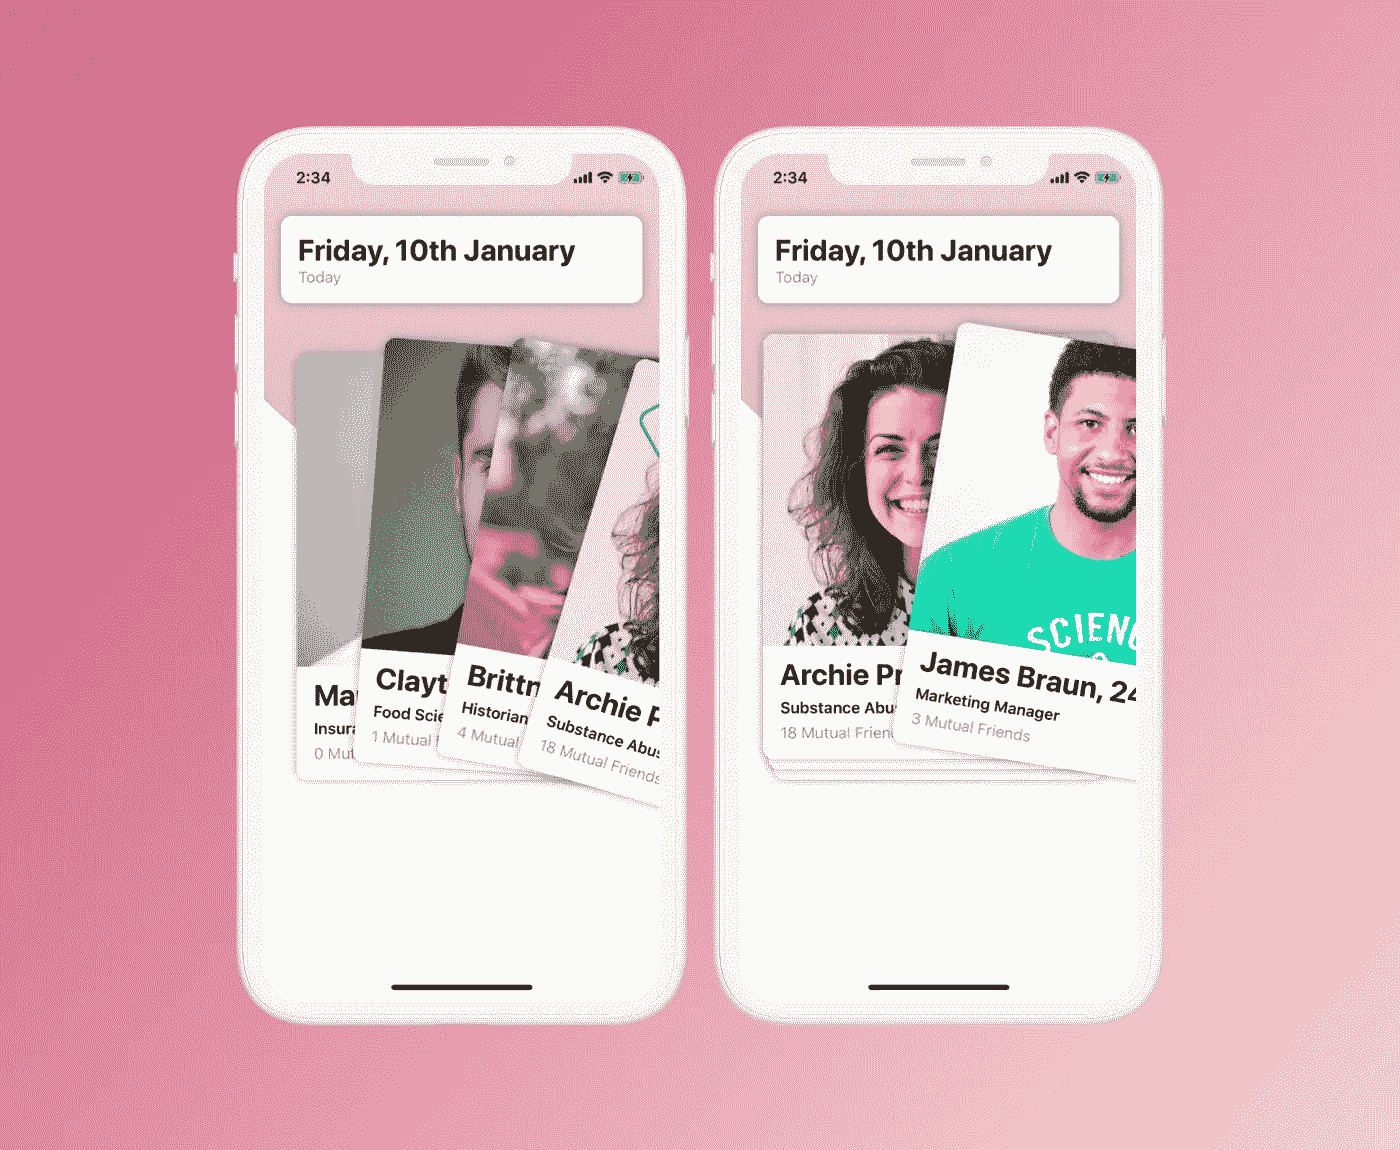 2:34
Friday, 10th January
Today
Ma
Insura
0 Mut
Clayt
Food Scie
1 Mutual
Brittn
Historian
4 Mutual
Archie P
Substance Abus
18 Mutual Friends
2:34
Friday, 10th January
Today
Archie Pr
Substance Abu
18 Mutual Frien
SCIEN
James Braun, 24
Marketing Manager
3 Mutual Friends